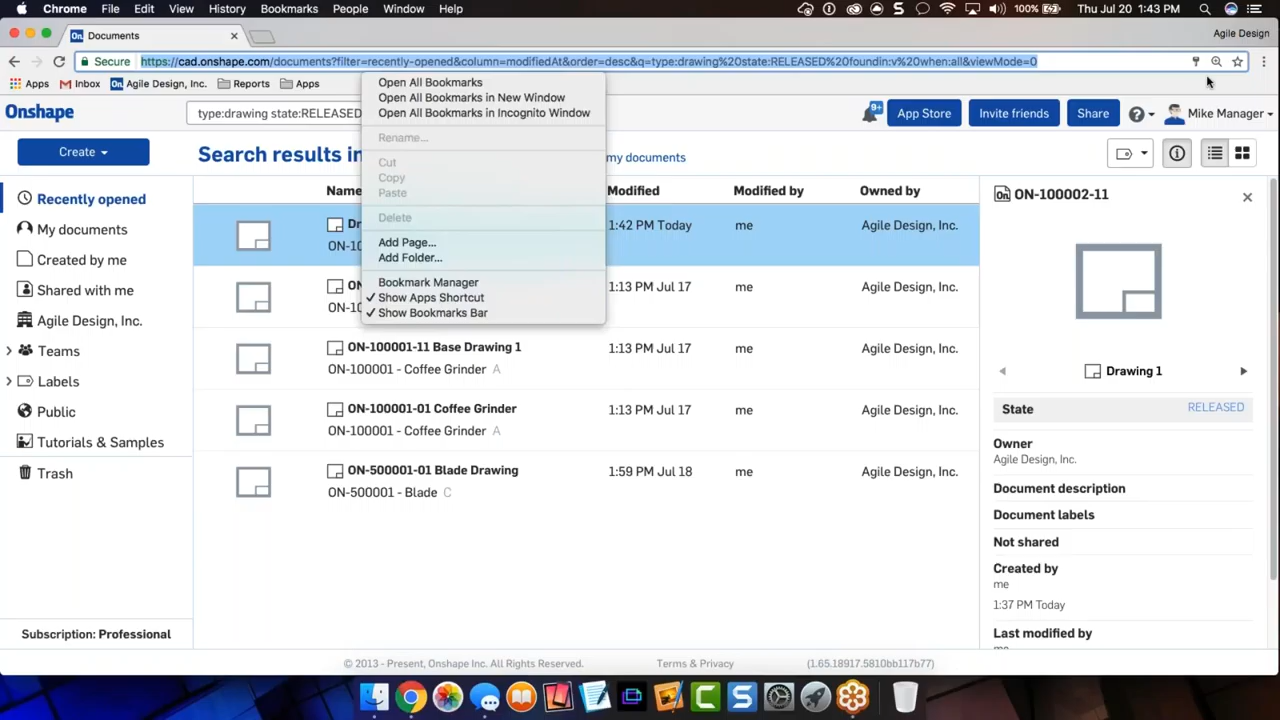 Chrome File Edit View History Bookmarks People Window Help 100% Thu Jul 20 1:43 PM
Documents Agile Design
Secure https://cad.onshape.com/documents?filter=recently-opened&column=modifiedAt&order=desc&q=type:drawing%20state:RELEASED%20foundin:v%20when:all&viewMode=0
Apps Inbox Agile Design, Inc. Reports Apps
Open All Bookmarks
Open All Bookmarks in New Window
Open All Bookmarks in Incognito Window
Rename...
Cut
Copy
Paste
Delete
Add Page...
Add Folder...
Bookmark Manager
✓ Show Apps Shortcut
✓ Show Bookmarks Bar
Onshape type:drawing state:RELEASED 9+ App Store Invite friends Share Mike Manager
Create Search results in my documents
Recently opened
My documents
Created by me
Shared with me
Agile Design, Inc.
Teams
Labels
Public
Tutorials & Samples
Trash
Subscription: Professional
Name Modified Modified by Owned by
Dr 1:42 PM Today me Agile Design, Inc.
ON-10
ON 1:13 PM Jul 17 me Agile Design, Inc.
ON-10
ON-100001-11 Base Drawing 1 1:13 PM Jul 17 me Agile Design, Inc.
ON-100001 - Coffee Grinder A
ON-100001-01 Coffee Grinder 1:13 PM Jul 17 me Agile Design, Inc.
ON-100001 - Coffee Grinder A
ON-500001-01 Blade Drawing 1:59 PM Jul 18 me Agile Design, Inc.
ON-500001 - Blade C
ON-100002-11
Drawing 1
State RELEASED
Owner
Agile Design, Inc.
Document description
Document labels
Not shared
Created by
me
1:37 PM Today
Last modified by
© 2013 - Present, Onshape Inc. All Rights Reserved. Terms & Privacy (1.65.18917.5810bb117b77)